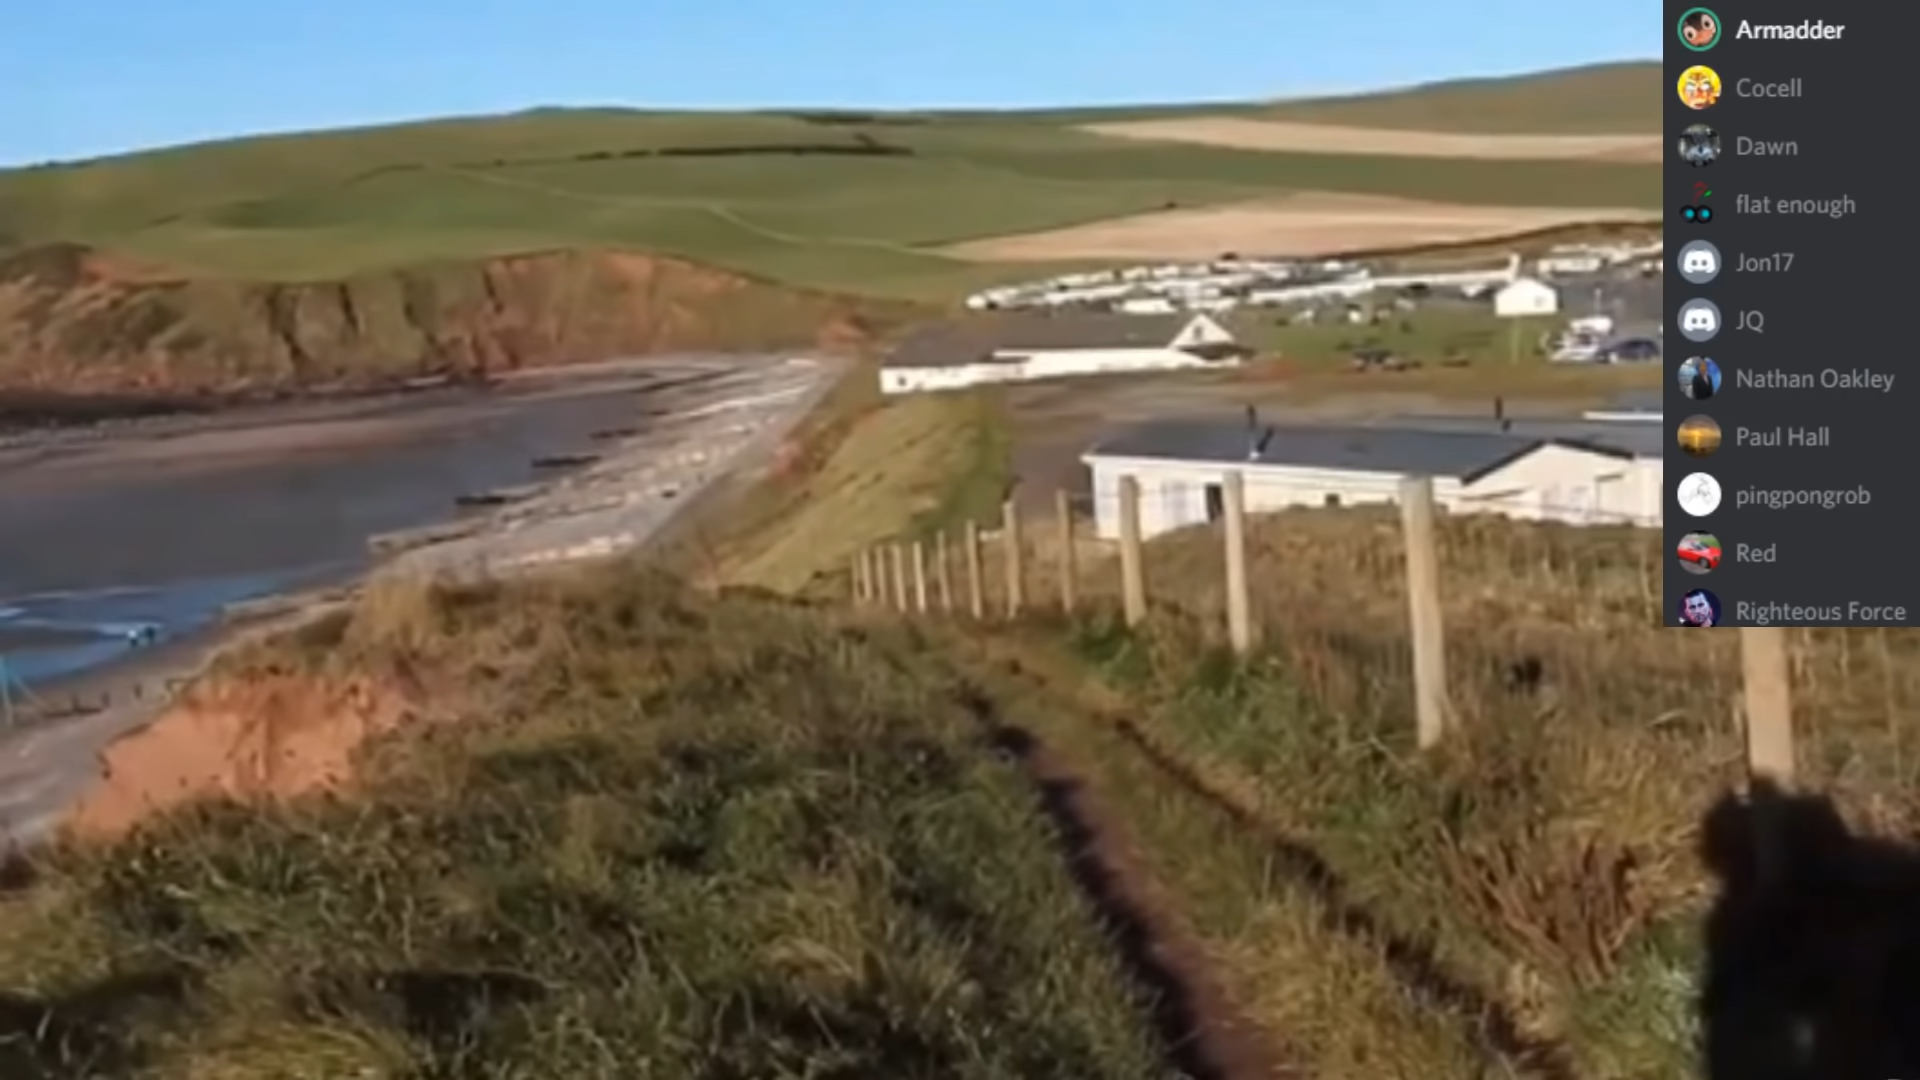 Armadder
Cocell
Dawn
flat enough
Jon17
JQ
Nathan Oakley
Paul Hall
pingpongrob
Red
Righteous Force